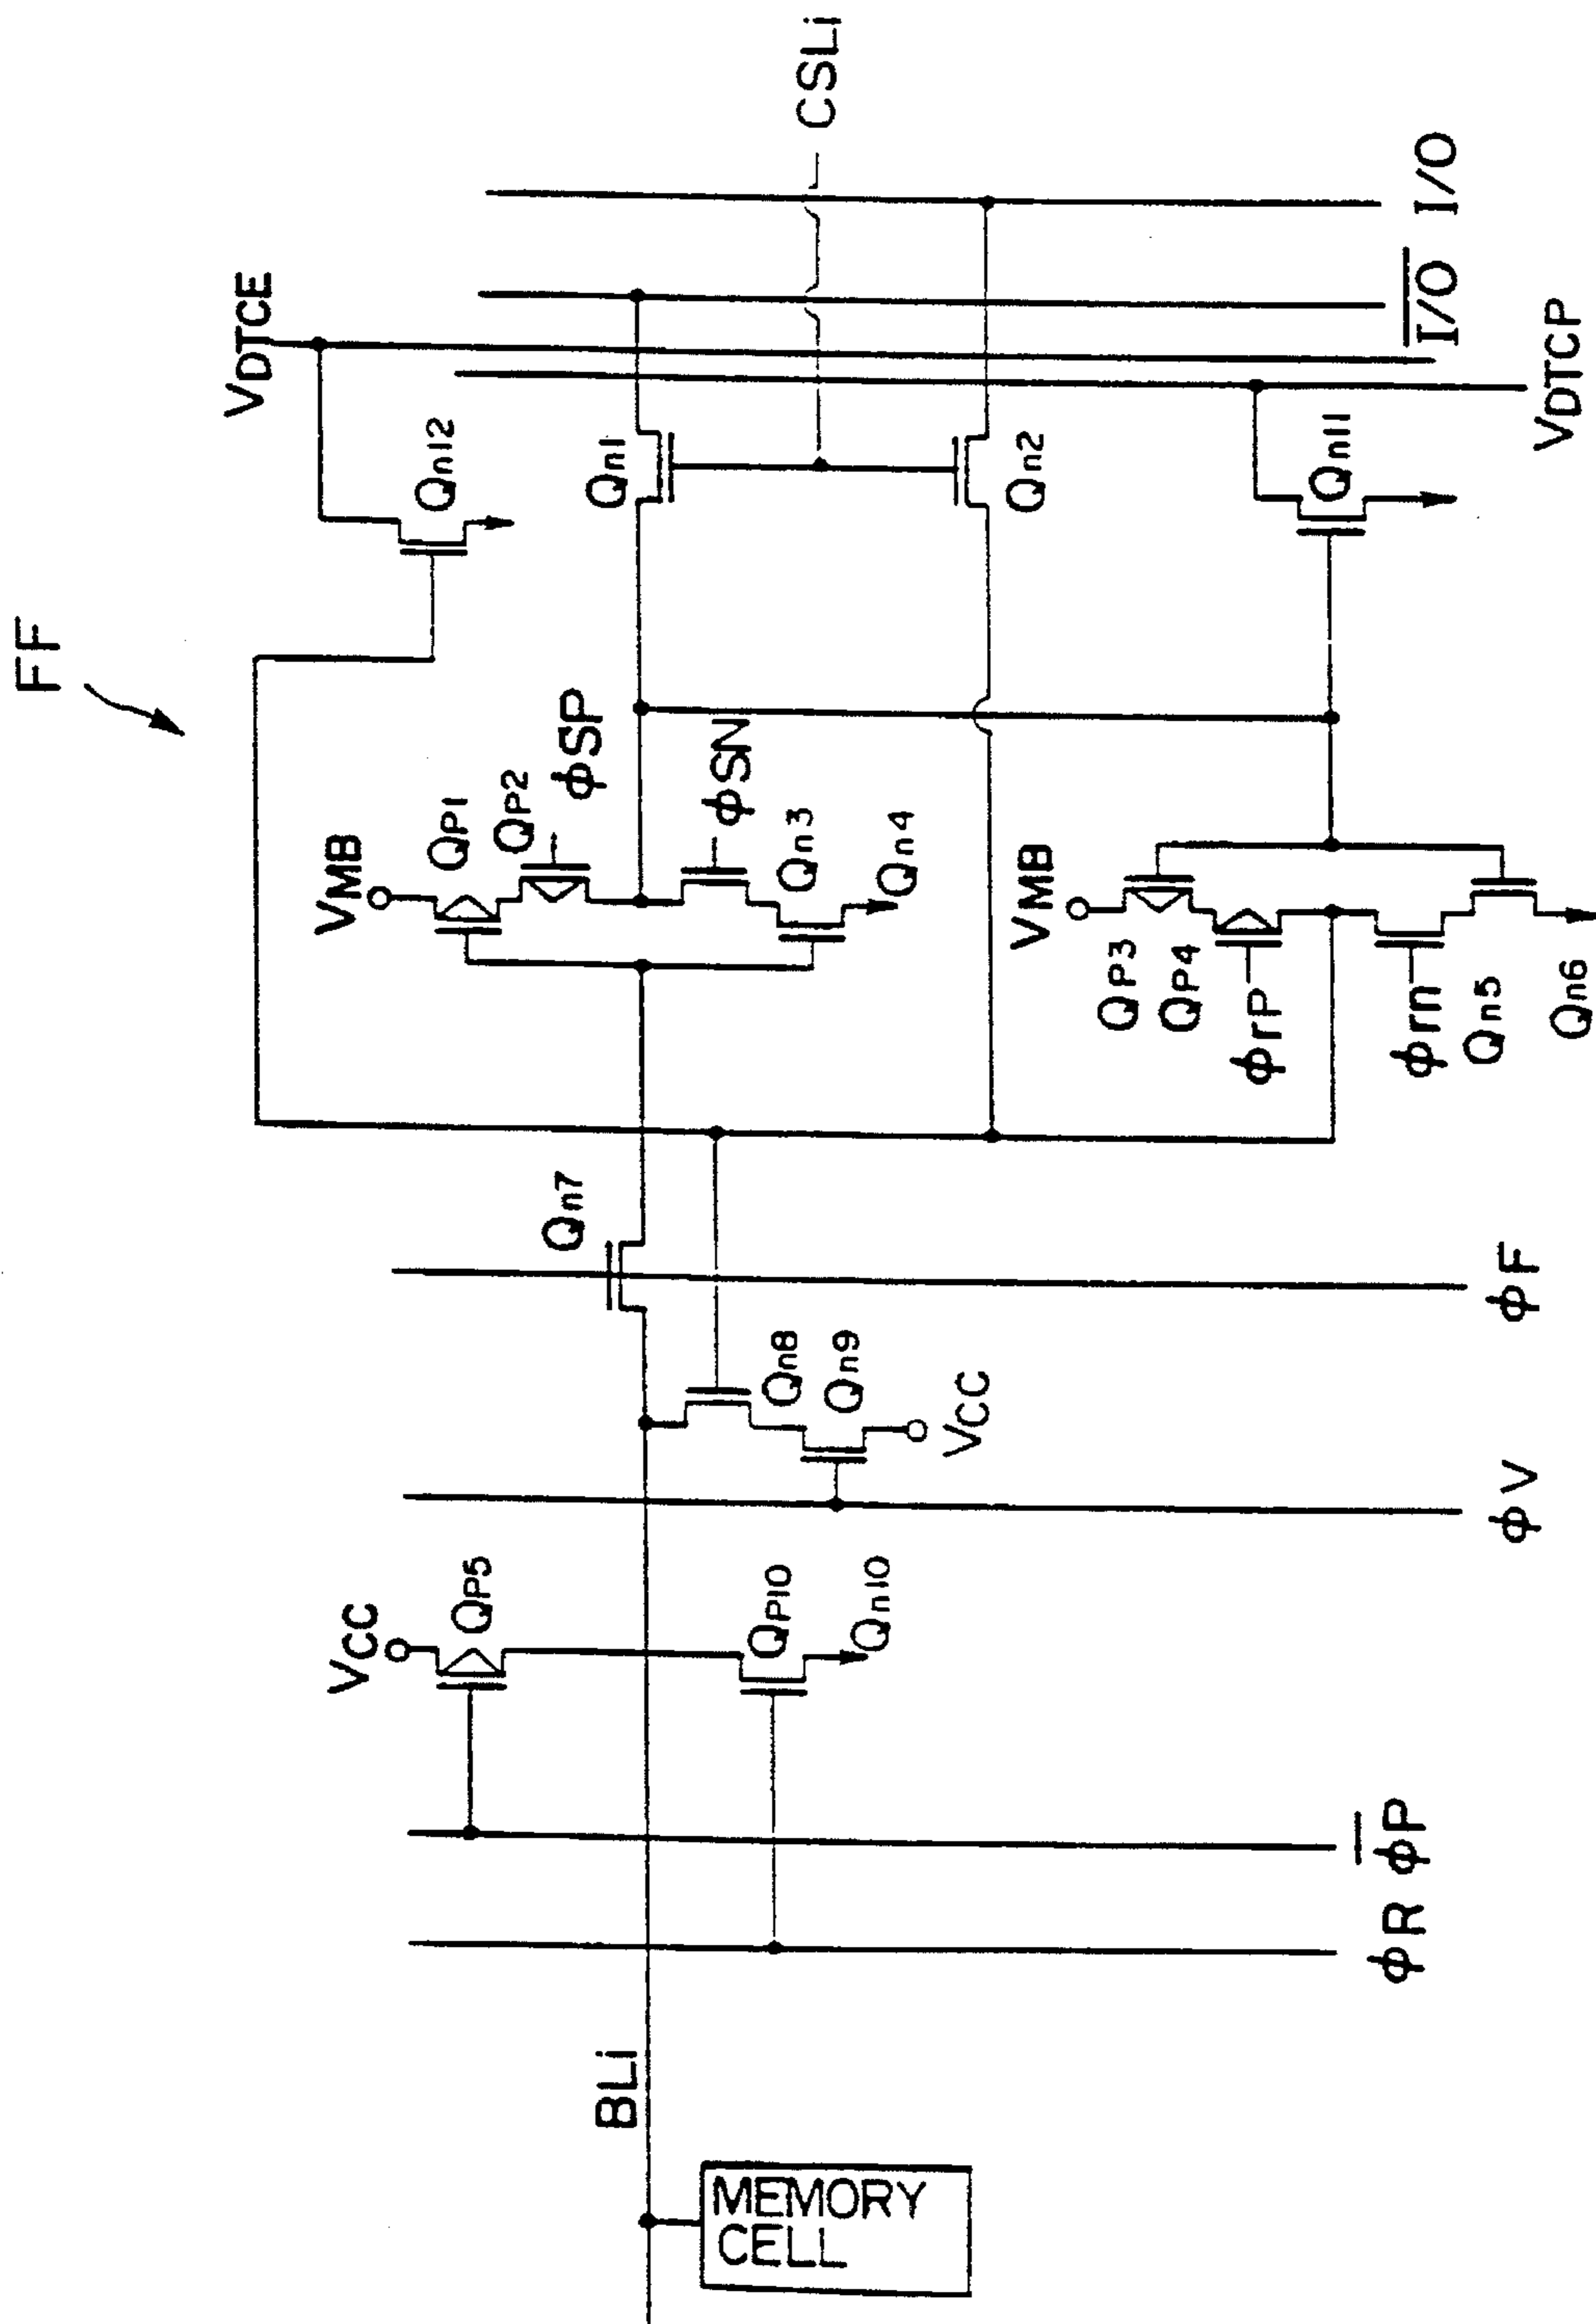 FF
CSLi
VDTCE
Qn12
Qn1
Qn2
I/O
I/O
Qn11
VDTCP
VMB
QP1
QP2
φSP
φSN
Qn3
Qn4
VMB
QP3
QP4
φrP
φrn
Qn5
Qn6
Qn7
φF
Qn8
Qn9
VCC
φV
VCC
QP5
QP10
Qn10
φP
φR
BLi
MEMORY
CELL